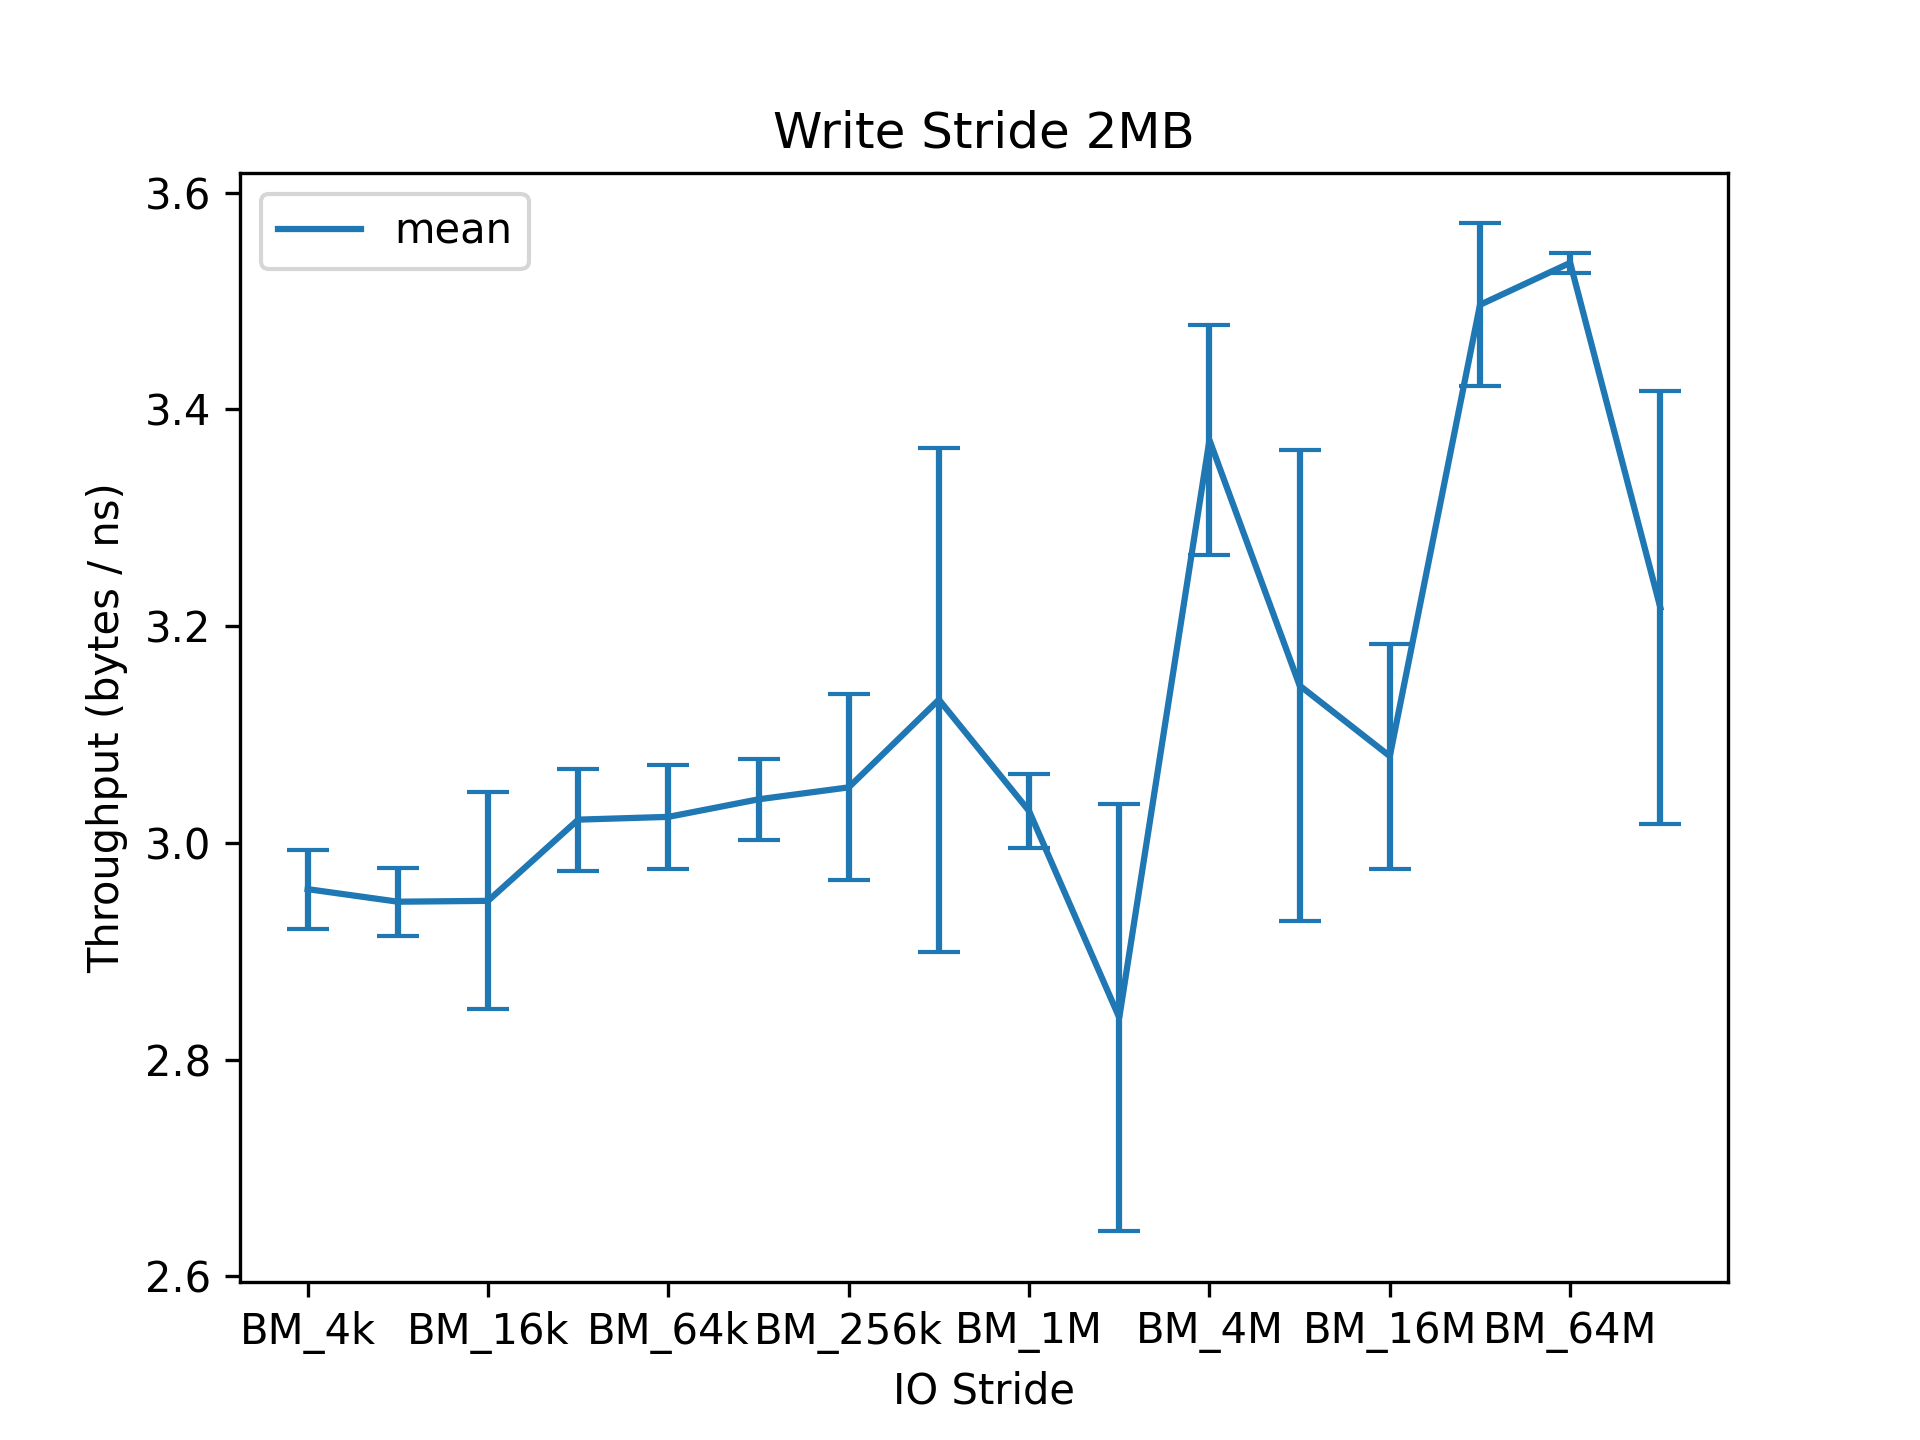 Write Stride 2MB
mean
3.6
3.4
3.2
3.0
2.8
2.6
Throughput (bytes / ns)
BM_4k BM_16k BM_64k BM_256k BM_1M BM_4M BM_16M BM_64M
IO Stride